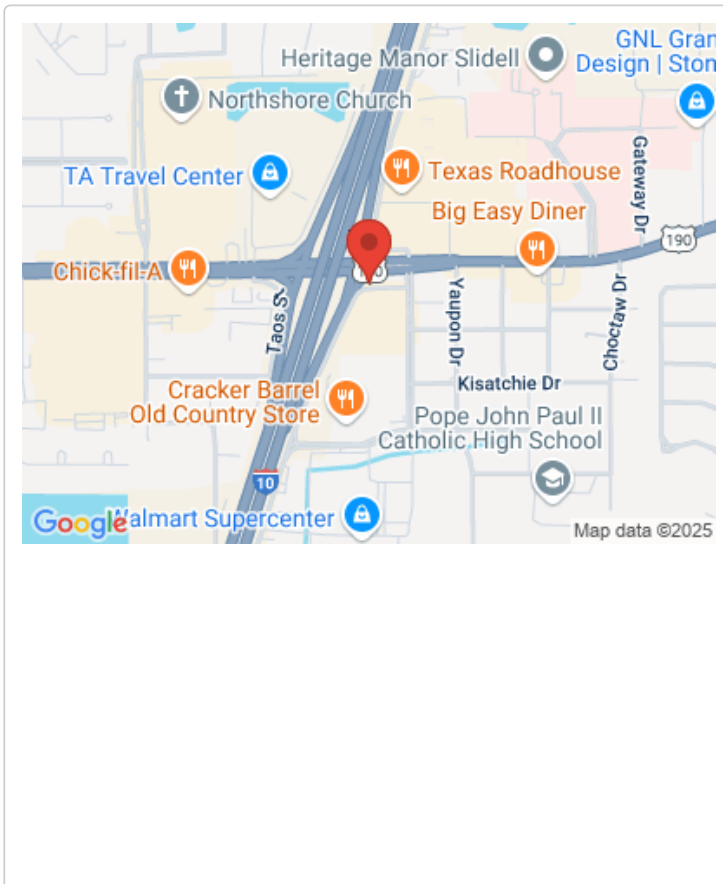 Heritage Manor Slidell
GNL Gran
Design | Ston
Northshore Church
TA Travel Center
Texas Roadhouse
Big Easy Diner
Gateway Dr
190
Chick-fil-A
Taos St
Yaupon Dr
Choctaw Dr
Cracker Barrel
Old Country Store
Kisatchie Dr
Pope John Paul II
Catholic High School
10
Google
Walmart Supercenter
Map data ©2025